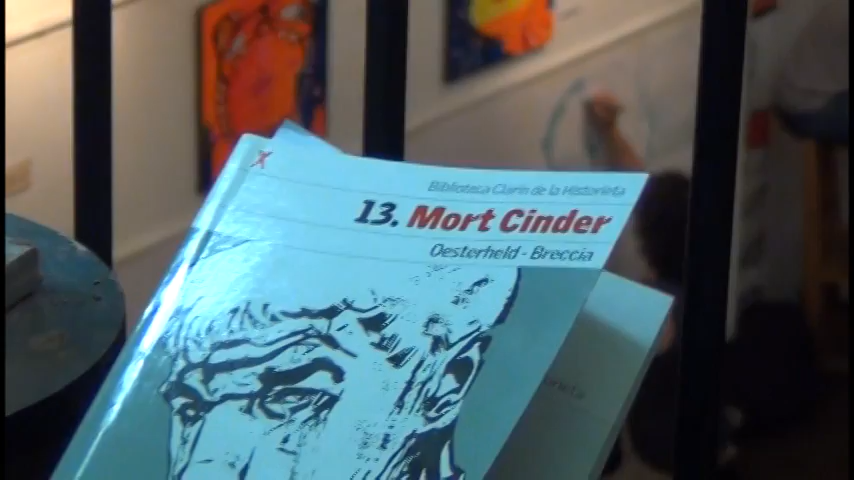 Biblioteca Clarín de la Historieta
13. Mort Cinder
Oesterheld - Breccia